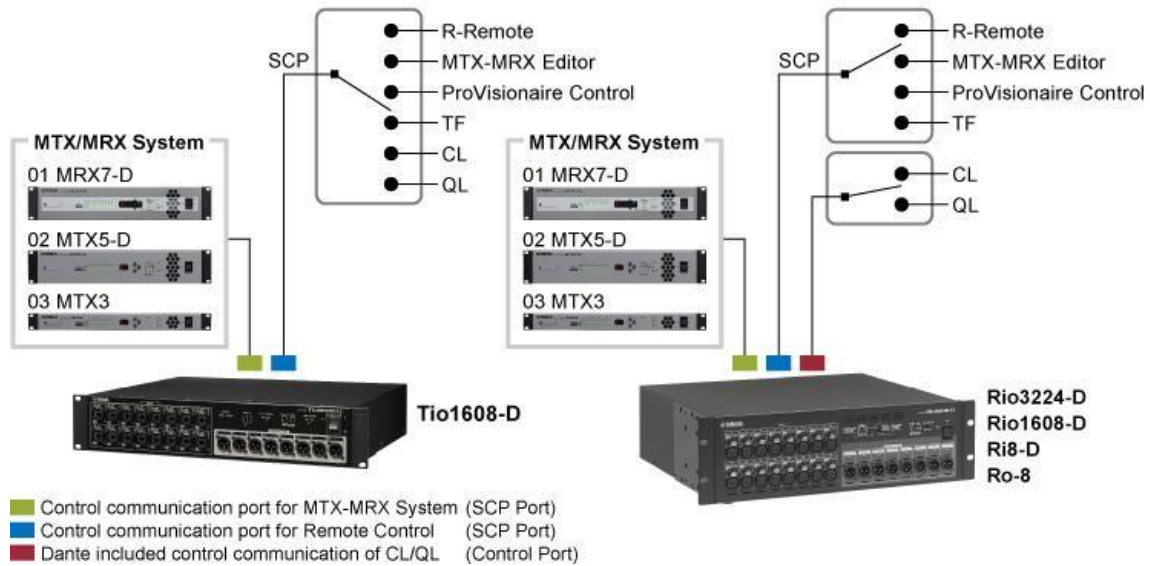 R-Remote
SCP
MTX-MRX Editor
ProVisionaire Control
TF
CL
QL
MTX/MRX System
01 MRX7-D
02 MTX5-D
03 MTX3
Tio1608-D
R-Remote
SCP
MTX-MRX Editor
ProVisionaire Control
TF
CL
QL
MTX/MRX System
01 MRX7-D
02 MTX5-D
03 MTX3
Rio3224-D
Rio1608-D
Ri8-D
Ro-8
Control communication port for MTX-MRX System (SCP Port)
Control communication port for Remote Control (SCP Port)
Dante included control communication of CL/QL (Control Port)